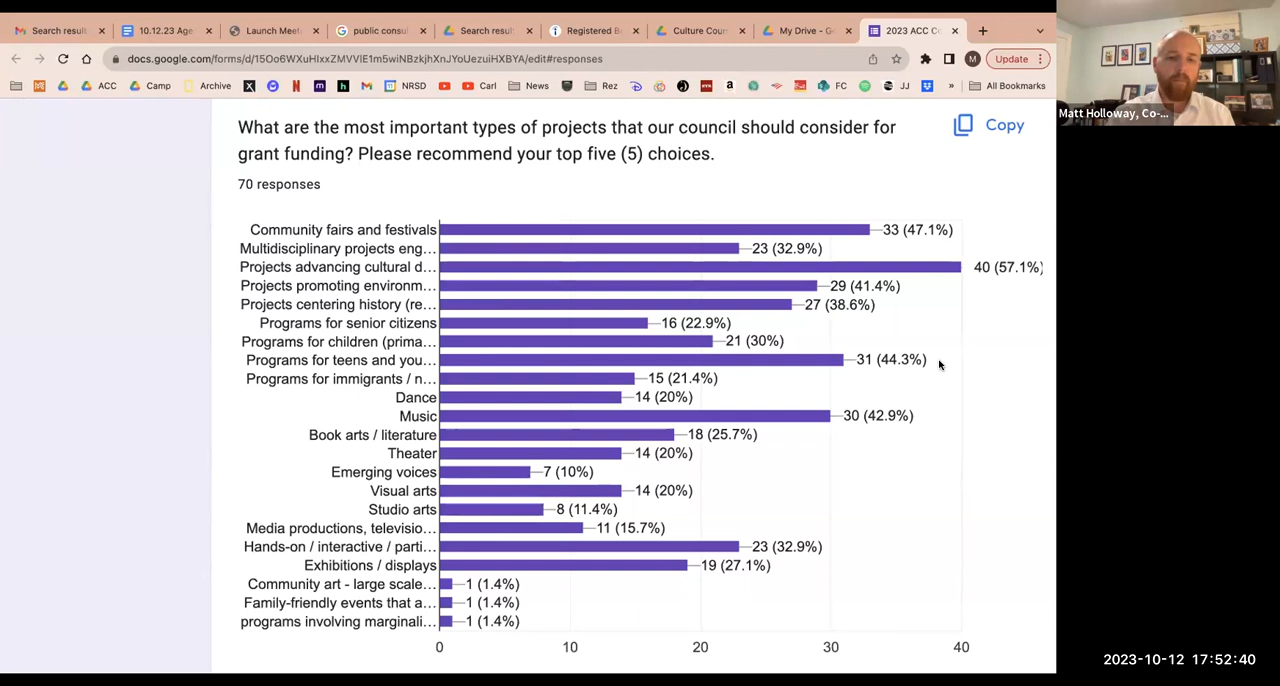 Search result
10.12.23 Age
Launch Meet
public consul
Search result
Registered B
Culture Coun
My Drive - G
2023 ACC C
docs.google.com/forms/d/15Oo6WXuHIxxZMVVlE1m5wiNBzkjhXnJYoUezuiHXBYA/edit#responses
M
Update
ACC
Camp
Archive
NRSD
Carl
News
Rez
FC
JJ
»
All Bookmarks
Matt Holloway, Co-...
What are the most important types of projects that our council should consider for
grant funding? Please recommend your top five (5) choices.
Copy
70 responses
Community fairs and festivals 33 (47.1%)
Multidisciplinary projects eng... 23 (32.9%)
Projects advancing cultural d... 40 (57.1%)
Projects promoting environm... 29 (41.4%)
Projects centering history (re... 27 (38.6%)
Programs for senior citizens 16 (22.9%)
Programs for children (prima... 21 (30%)
Programs for teens and you... 31 (44.3%)
Programs for immigrants / n... 15 (21.4%)
Dance 14 (20%)
Music 30 (42.9%)
Book arts / literature 18 (25.7%)
Theater 14 (20%)
Emerging voices 7 (10%)
Visual arts 14 (20%)
Studio arts 8 (11.4%)
Media productions, televisio... 11 (15.7%)
Hands-on / interactive / parti... 23 (32.9%)
Exhibitions / displays 19 (27.1%)
Community art - large scale... 1 (1.4%)
Family-friendly events that a... 1 (1.4%)
programs involving marginali... 1 (1.4%)
0 10 20 30 40
2023-10-12 17:52:40